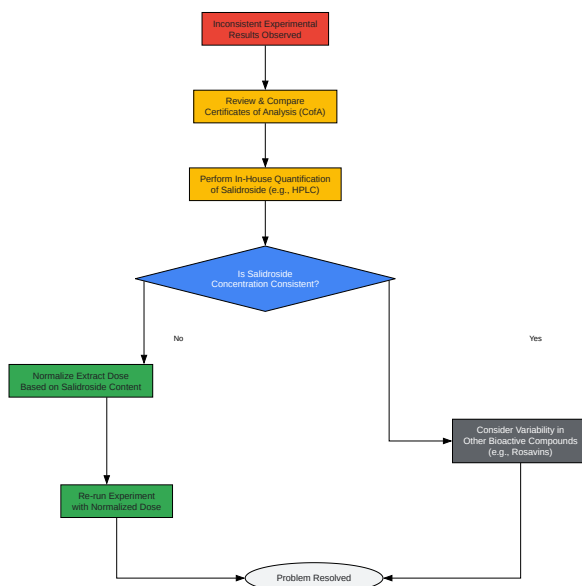 Inconsistent Experimental
Results Observed
Review & Compare
Certificates of Analysis (CofA)
Perform In-House Quantification
of Salidroside (e.g., HPLC)
Is Salidroside
Concentration Consistent?
No
Yes
Normalize Extract Dose
Based on Salidroside Content
Consider Variability in
Other Bioactive Compounds
(e.g., Rosavins)
Re-run Experiment
with Normalized Dose
Problem Resolved